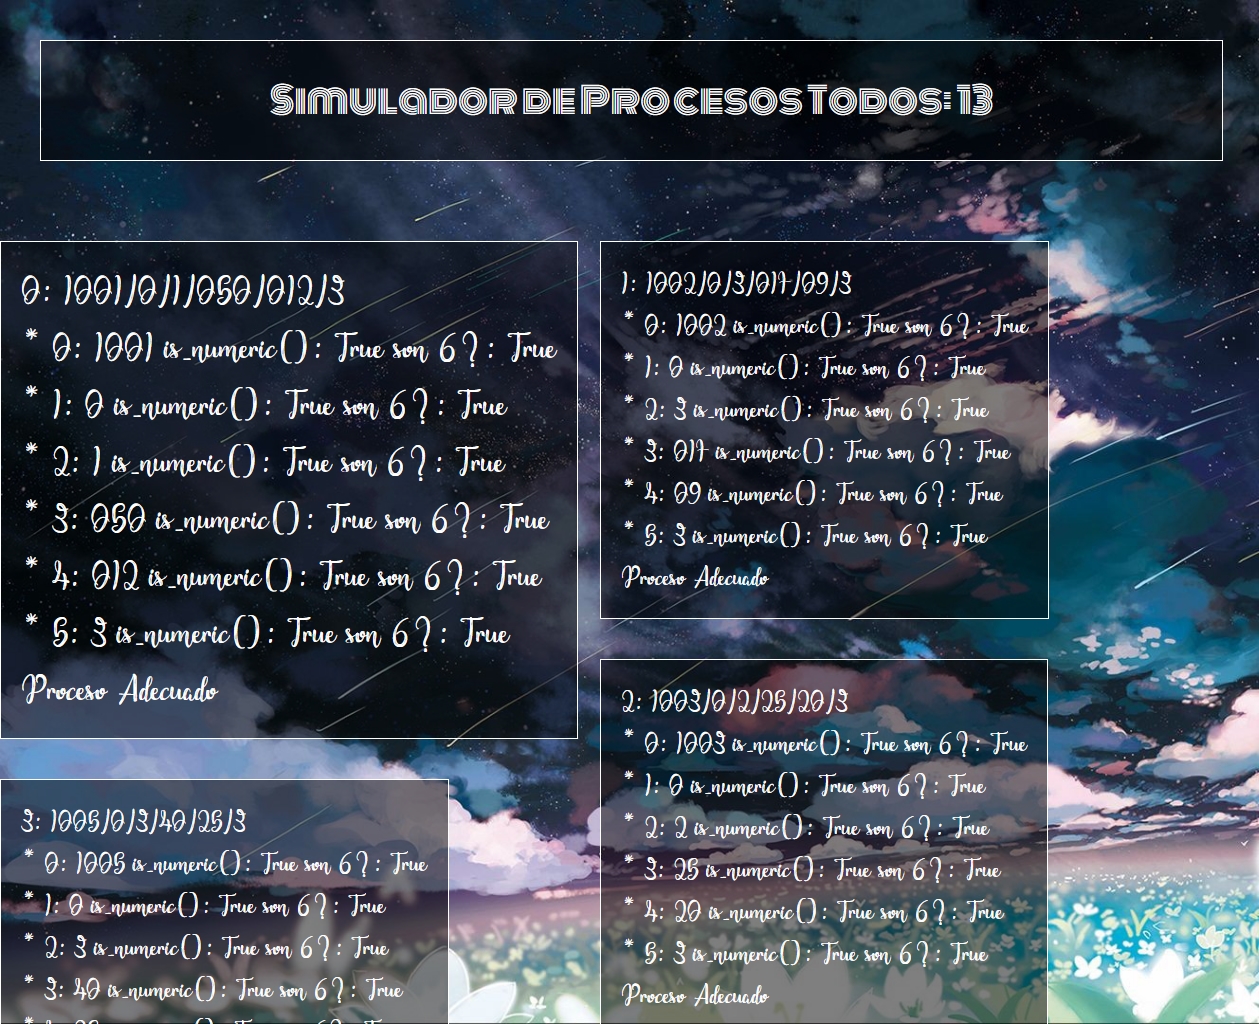 Simulador de Procesos Todos: 13
0: 1001/0/1/050/012/3
* 0: 1001 is_numeric() : True son 6? : True
* 1: 0 is_numeric() : True son 6? : True
* 2: 1 is_numeric() : True son 6? : True
* 3: 050 is_numeric() : True son 6? : True
* 4: 012 is_numeric() : True son 6? : True
* 5: 3 is_numeric() : True son 6? : True
Proceso Adecuado
1: 1002/0/3/017/09/3
* 0: 1002 is_numeric() : True son 6? : True
* 1: 0 is_numeric() : True son 6? : True
* 2: 3 is_numeric() : True son 6? : True
* 3: 017 is_numeric() : True son 6? : True
* 4: 09 is_numeric() : True son 6? : True
* 5: 3 is_numeric() : True son 6? : True
Proceso Adecuado
2: 1003/0/2/25/20/3
* 0: 1003 is_numeric() : True son 6? : True
* 1: 0 is_numeric() : True son 6? : True
* 2: 2 is_numeric() : True son 6? : True
* 3: 25 is_numeric() : True son 6? : True
* 4: 20 is_numeric() : True son 6? : True
* 5: 3 is_numeric() : True son 6? : True
Proceso Adecuado
3: 1005/0/3/40/25/3
* 0: 1005 is_numeric() : True son 6? : True
* 1: 0 is_numeric() : True son 6? : True
* 2: 3 is_numeric() : True son 6? : True
* 3: 40 is_numeric() : True son 6? : True